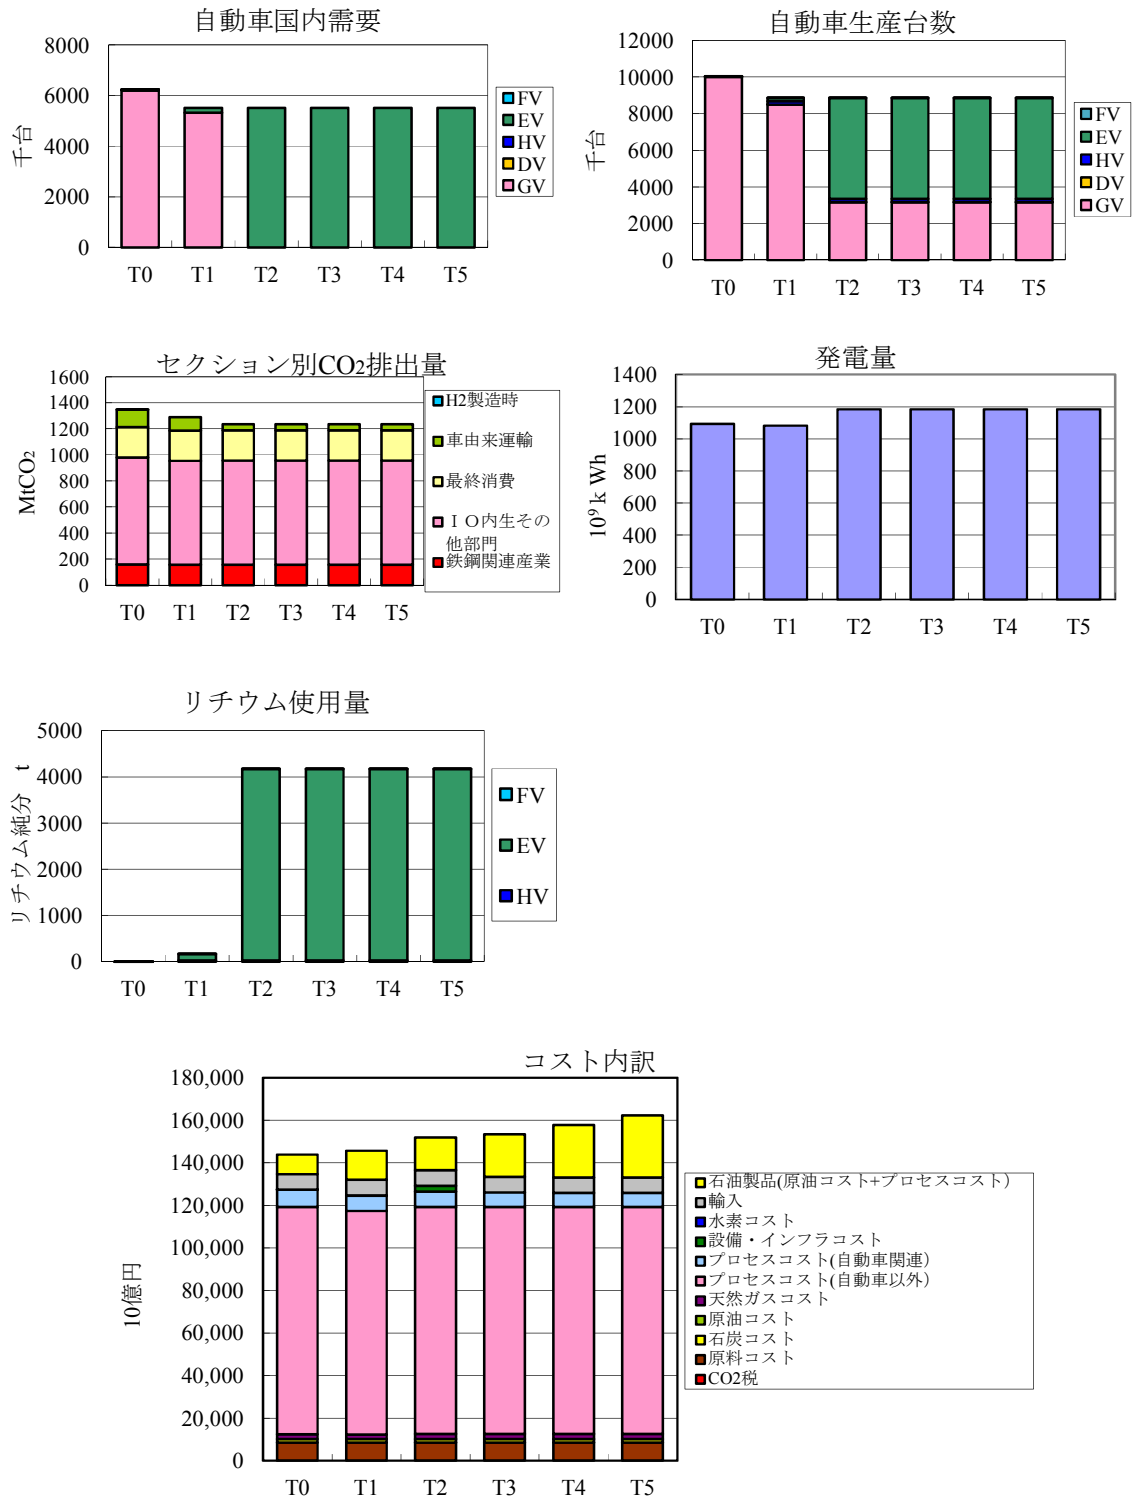 自動車国内需要
8000
6000
4000
2000
0
千台
T0 T1 T2 T3 T4 T5
FV
EV
HV
DV
GV
自動車生産台数
12000
10000
8000
6000
4000
2000
0
千台
T0 T1 T2 T3 T4 T5
FV
EV
HV
DV
GV
セクション別CO2排出量
1600
1400
1200
1000
800
600
400
200
0
MtCO2
T0 T1 T2 T3 T4 T5
H2製造時
車由来運輸
最終消費
ＩＯ内生その
他部門
鉄鋼関連産業
発電量
1400
1200
1000
800
600
400
200
0
10⁹ k Wh
T0 T1 T2 T3 T4 T5
リチウム使用量
5000
4000
3000
2000
1000
0
リチウム純分 t
T0 T1 T2 T3 T4 T5
FV
EV
HV
コスト内訳
180,000
160,000
140,000
120,000
100,000
80,000
60,000
40,000
20,000
0
10億円
T0 T1 T2 T3 T4 T5
石油製品(原油コスト+プロセスコスト）
輸入
水素コスト
設備・インフラコスト
プロセスコスト(自動車関連）
プロセスコスト(自動車以外）
天然ガスコスト
原油コスト
石炭コスト
原料コスト
CO2税